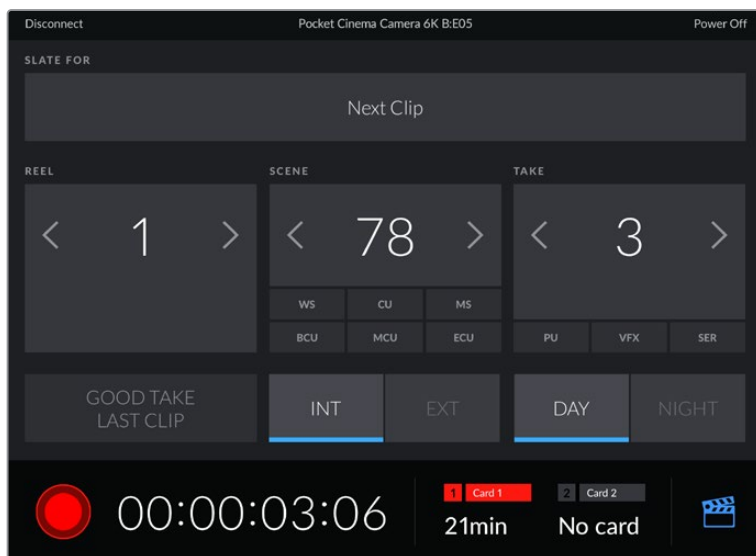 Disconnect Pocket Cinema Camera 6K B:E05 Power Off
SLATE FOR
Next Clip
REEL SCENE TAKE
1 78 3
WS CU MS
BCU MCU ECU PU VFX SER
GOOD TAKE
LAST CLIP
INT EXT DAY NIGHT
00:00:03:06
1 Card 1 2 Card 2
21min No card